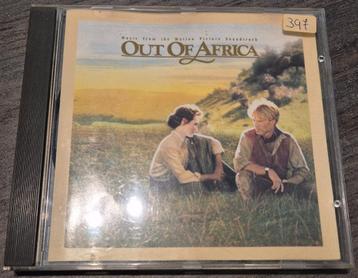 397
Music from the Motion Picture Soundtrack
OUT OF AFRICA